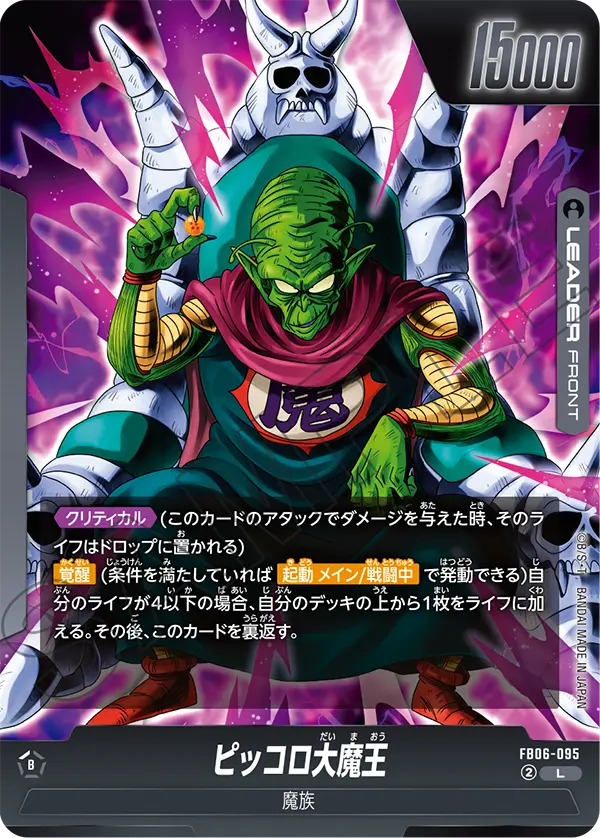 15000
LEADER FRONT
魔
クリティカル (このカードのアタックでダメージを与えた時、そのラ
イフはドロップに置かれる)
覚醒 (条件を満たしていれば 起動 メイン/戦闘中 で発動できる)自
分のライフが4以下の場合、自分のデッキの上から1枚をライフに加
える。その後、このカードを裏返す。
©B/S･T BANDAI MADE IN JAPAN
ピッコロ大魔王
だいまおう
FB06-095
B
② L
魔族